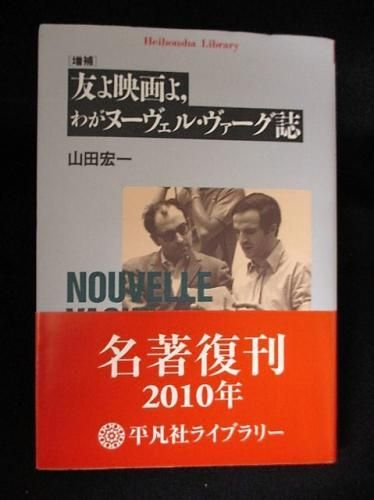 Heibonsha Library
[増補]
友よ映画よ,
わがヌーヴェル・ヴァーグ誌
山田宏一
NOUVELLE
名著復刊
2010年
平凡社ライブラリー